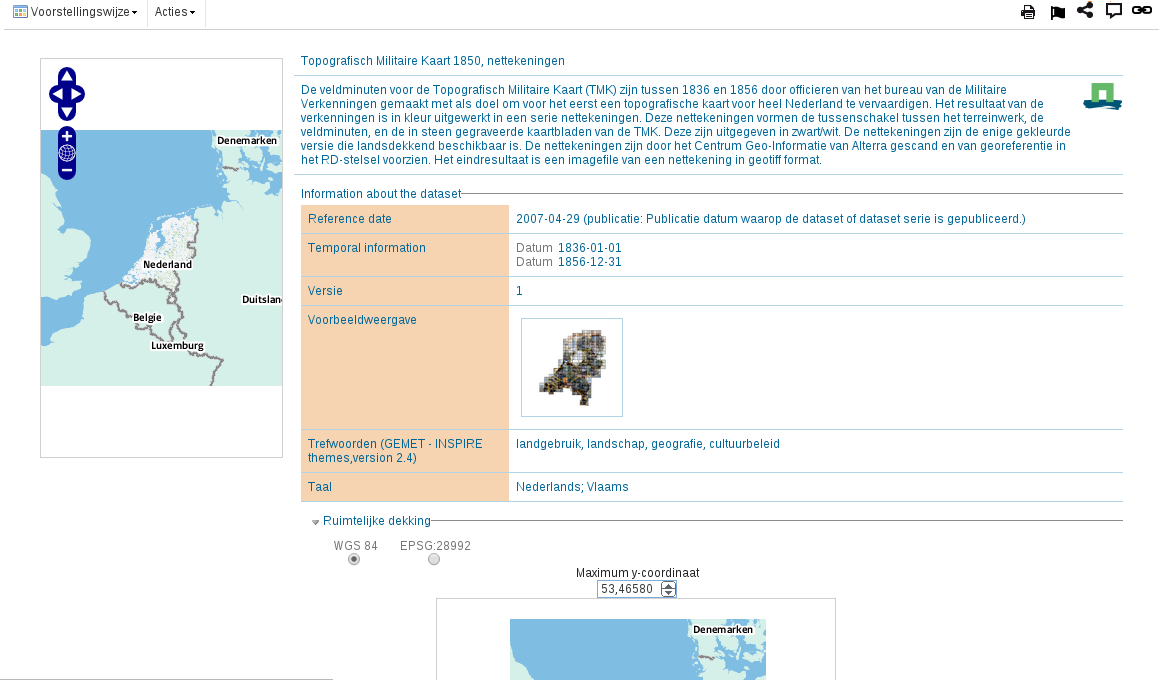 Voorstellingswijze
Acties
Topografisch Militaire Kaart 1850, nettekeningen
De veldminuten voor de Topografisch Militaire Kaart (TMK) zijn tussen 1836 en 1856 door officieren van het bureau van de Militaire
Verkenningen gemaakt met als doel om voor het eerst een topografische kaart voor heel Nederland te vervaardigen. Het resultaat van de
verkenningen is in kleur uitgewerkt in een serie nettekeningen. Deze nettekeningen vormen de tussenschakel tussen het terreinwerk, de
veldminuten, en de in steen gegraveerde kaartbladen van de TMK. Deze zijn uitgegeven in zwart/wit. De nettekeningen zijn de enige gekleurde
versie die landsdekkend beschikbaar is. De nettekeningen zijn door het Centrum Geo-Informatie van Alterra gescand en van georeferentie in
het RD-stelsel voorzien. Het eindresultaat is een imagefile van een nettekening in geotiff format.
Denemarken
Nederland
Duitslan
Belgie
Luxemburg
Information about the dataset
Reference date
2007-04-29 (publicatie: Publicatie datum waarop de dataset of dataset serie is gepubliceerd.)
Temporal information
Datum 1836-01-01
Datum 1856-12-31
Versie
1
Voorbeeldweergave
Trefwoorden (GEMET - INSPIRE
themes,version 2.4)
landgebruik, landschap, geografie, cultuurbeleid
Taal
Nederlands; Vlaams
Ruimtelijke dekking
WGS 84
EPSG:28992
Maximum y-coordinaat
53,46580
Denemarken